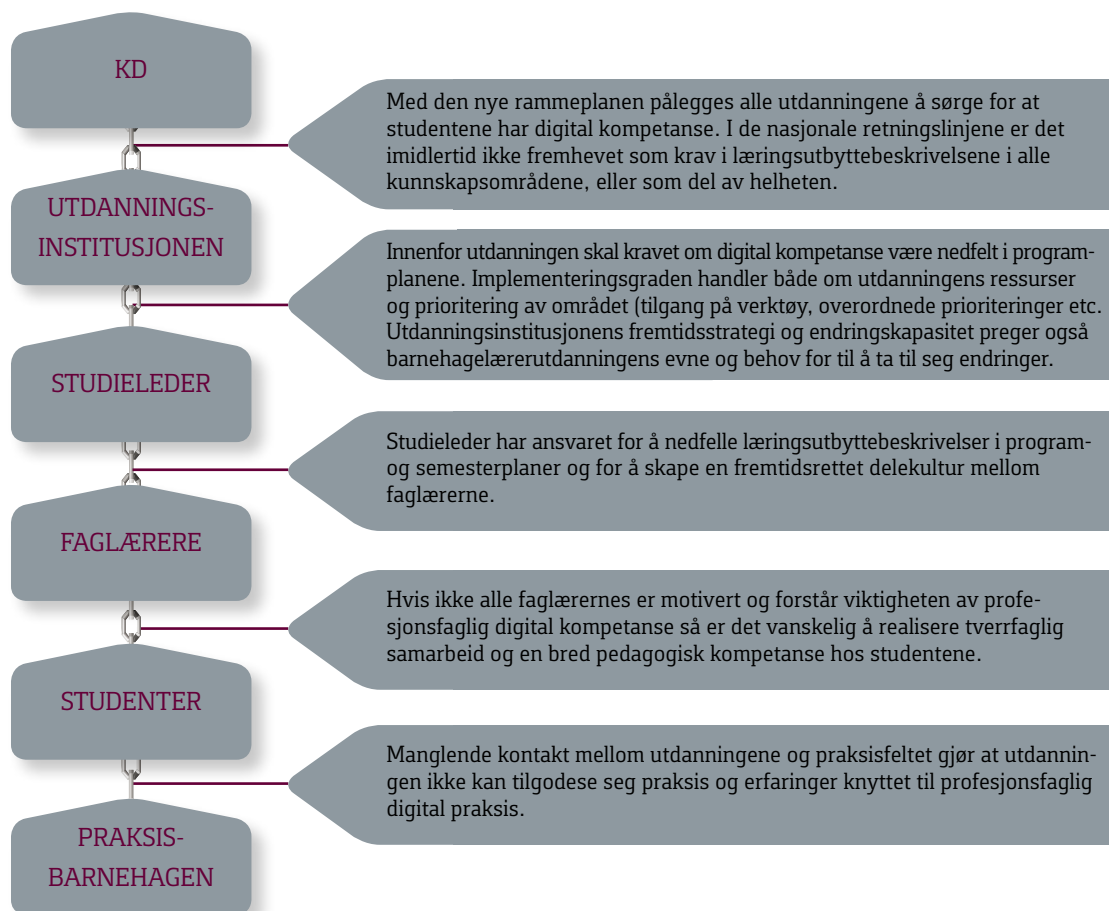 KD
Med den nye rammeplanen pålegges alle utdanningene å sørge for at
studentene har digital kompetanse. I de nasjonale retningslinjene er det
imidlertid ikke fremhevet som krav i læringsutbyttebeskrivelsene i alle
kunnskapsområdene, eller som del av helheten.
UTDANNINGS-
INSTITUSJONEN
Innenfor utdanningen skal kravet om digital kompetanse være nedfelt i program-
planene. Implementeringsgraden handler både om utdanningens ressurser
og prioritering av området (tilgang på verktøy, overordnede prioriteringer etc.
Utdanningsinstitusjonens fremtidsstrategi og endringskapasitet preger også
barnehagelærerutdanningens evne og behov for til å ta til seg endringer.
STUDIELEDER
Studieleder har ansvaret for å nedfelle læringsutbyttebeskrivelser i program-
og semesterplaner og for å skape en fremtidsrettet delekultur mellom
faglærerne.
FAGLÆRERE
Hvis ikke alle faglærernes er motivert og forstår viktigheten av profe-
sjonsfaglig digital kompetanse så er det vanskelig å realisere tverrfaglig
samarbeid og en bred pedagogisk kompetanse hos studentene.
STUDENTER
Manglende kontakt mellom utdanningene og praksisfeltet gjør at utdannin-
gen ikke kan tilgodese seg praksis og erfaringer knyttet til profesjonsfaglig
digital praksis.
PRAKSIS-
BARNEHAGEN